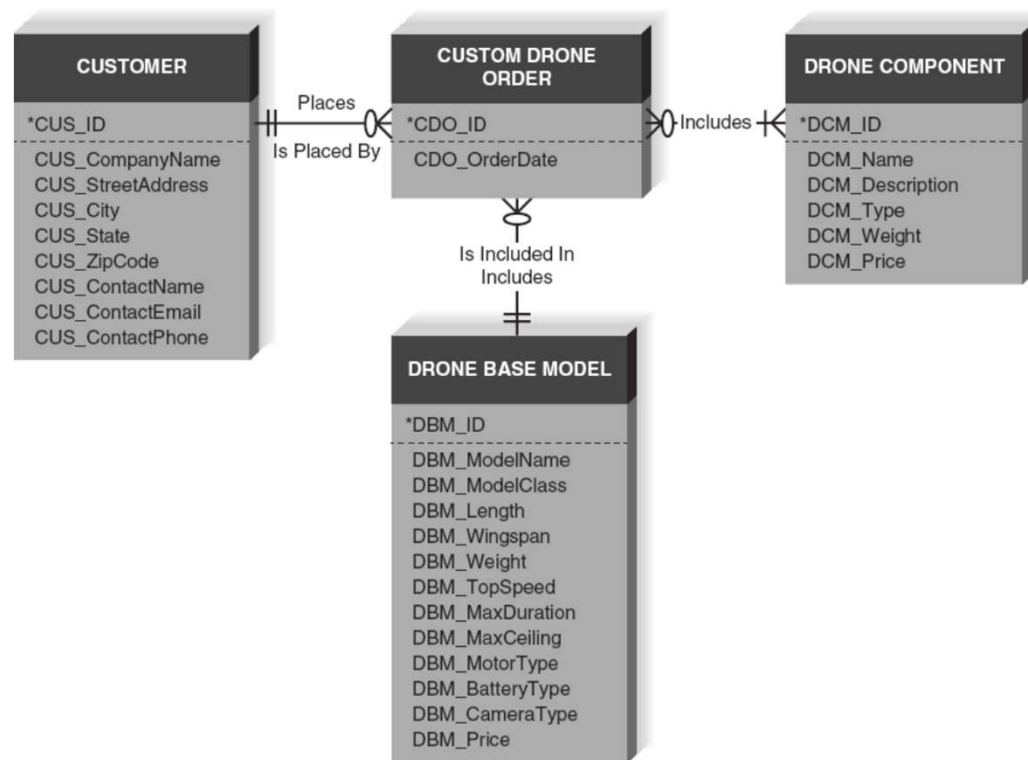 CUSTOMER
*CUS_ID
CUS_CompanyName
CUS_StreetAddress
CUS_City
CUS_State
CUS_ZipCode
CUS_ContactName
CUS_ContactEmail
CUS_ContactPhone
Places
Is Placed By
CUSTOM DRONE
ORDER
*CDO_ID
CDO_OrderDate
Includes
DRONE COMPONENT
*DCM_ID
DCM_Name
DCM_Description
DCM_Type
DCM_Weight
DCM_Price
Is Included In
Includes
DRONE BASE MODEL
*DBM_ID
DBM_ModelName
DBM_ModelClass
DBM_Length
DBM_Wingspan
DBM_Weight
DBM_TopSpeed
DBM_MaxDuration
DBM_MaxCeiling
DBM_MotorType
DBM_BatteryType
DBM_CameraType
DBM_Price